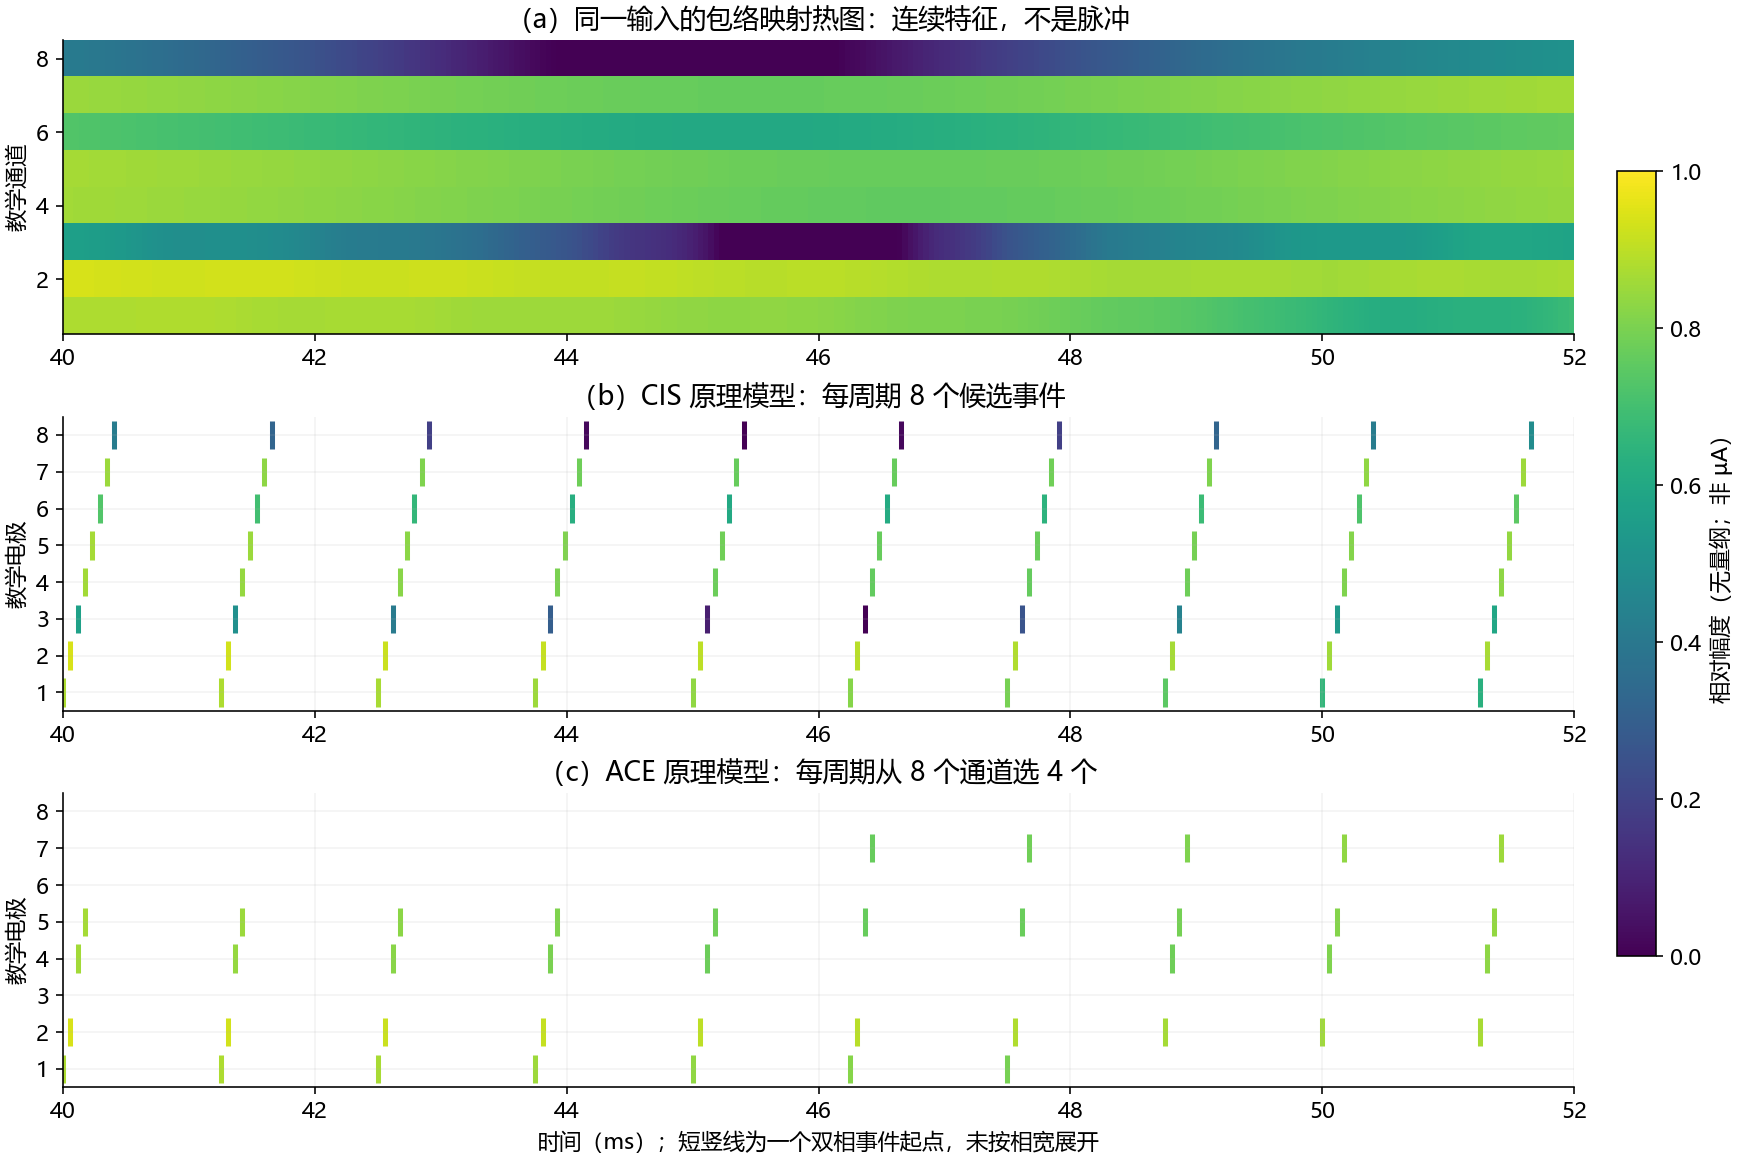 （a）同一输入的包络映射热图：连续特征，不是脉冲
教学通道
8
6
4
2
40 42 44 46 48 50 52
（b）CIS 原理模型：每周期 8 个候选事件
教学电极
8
7
6
5
4
3
2
1
40 42 44 46 48 50 52
（c）ACE 原理模型：每周期从 8 个通道选 4 个
教学电极
8
7
6
5
4
3
2
1
40 42 44 46 48 50 52
时间（ms）；短竖线为一个双相事件起点，未按相宽展开
1.0
0.8
0.6
0.4
0.2
0.0
相对幅度（无量纲；非 μA）